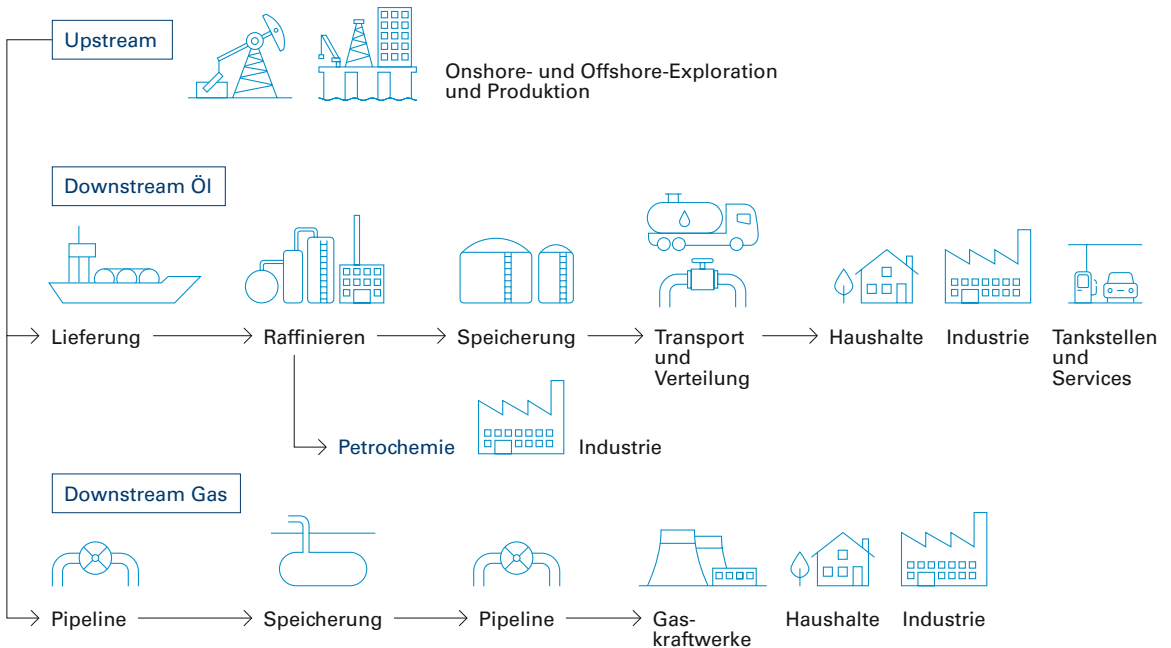 Upstream
Onshore- und Offshore-Exploration
und Produktion
Downstream Öl
Lieferung
Raffinieren
Speicherung
Transport
und
Verteilung
Haushalte
Industrie
Tankstellen
und
Services
Petrochemie
Industrie
Downstream Gas
Pipeline
Speicherung
Pipeline
Gas-
kraftwerke
Haushalte
Industrie